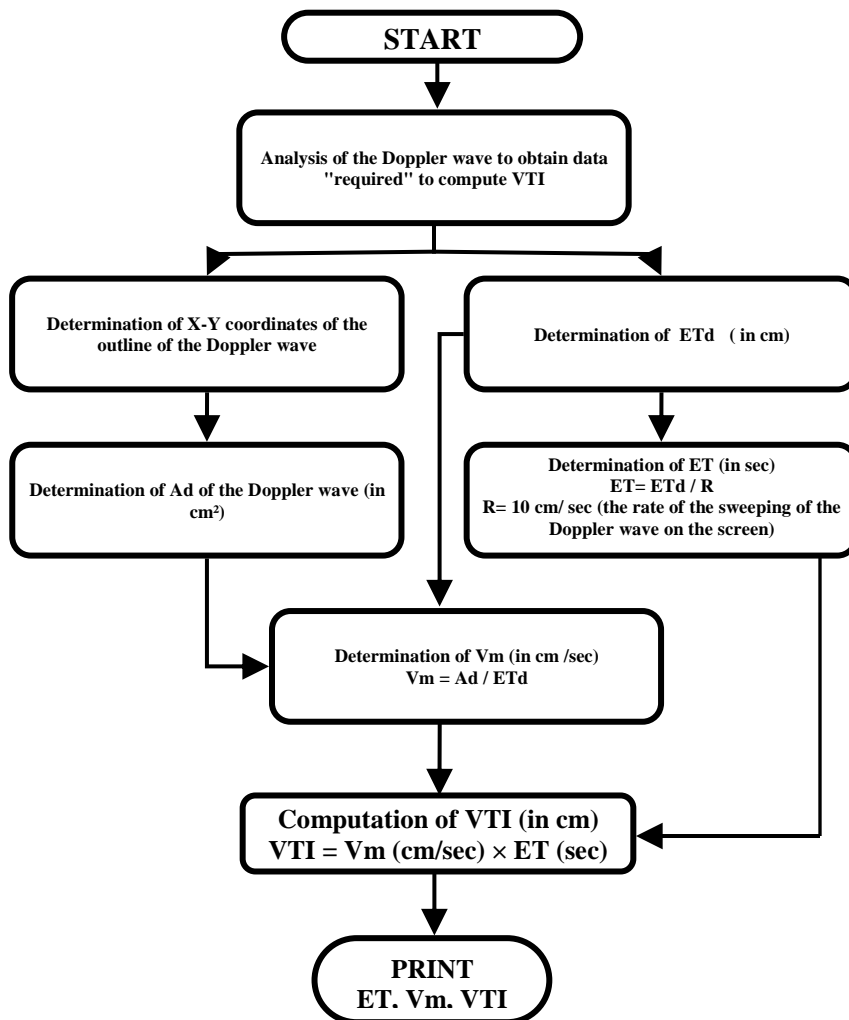 START
Analysis of the Doppler wave to obtain data
"required" to compute VTI
Determination of X-Y coordinates of the
outline of the Doppler wave
Determination of ETd ( in cm)
Determination of Ad of the Doppler wave (in
cm²)
Determination of ET (in sec)
ET= ETd / R
R= 10 cm/ sec (the rate of the sweeping of the
Doppler wave on the screen)
Determination of Vm (in cm /sec)
Vm = Ad / ETd
Computation of VTI (in cm)
VTI = Vm (cm/sec) × ET (sec)
PRINT
ET, Vm, VTI